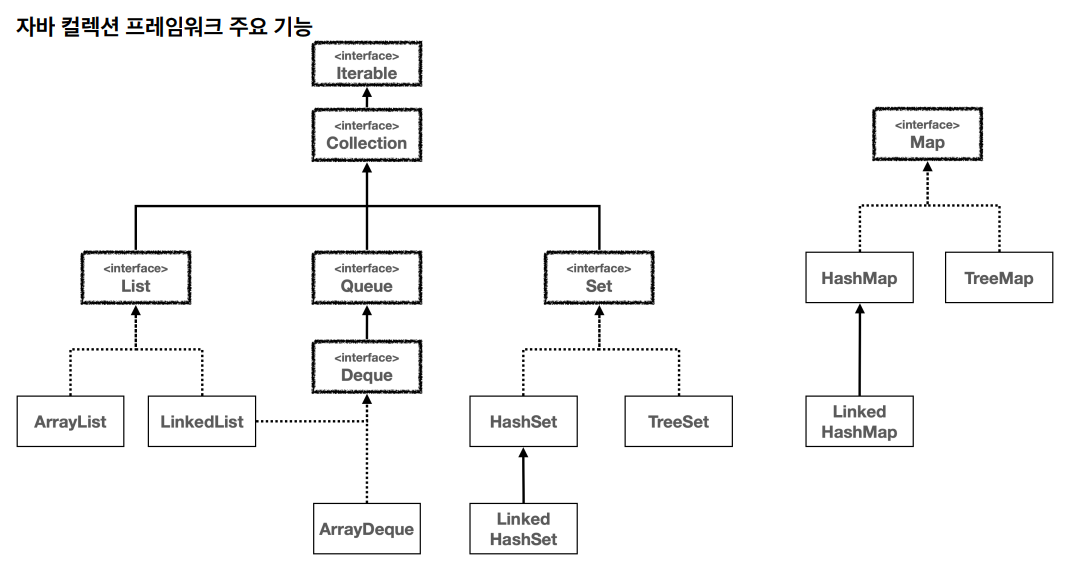 자바 컬렉션 프레임워크 주요 기능
<interface>
Iterable
<interface>
Collection
<interface>
Map
<interface>
List
<interface>
Queue
<interface>
Set
HashMap
TreeMap
<interface>
Deque
ArrayList
LinkedList
HashSet
TreeSet
Linked
HashMap
ArrayDeque
Linked
HashSet